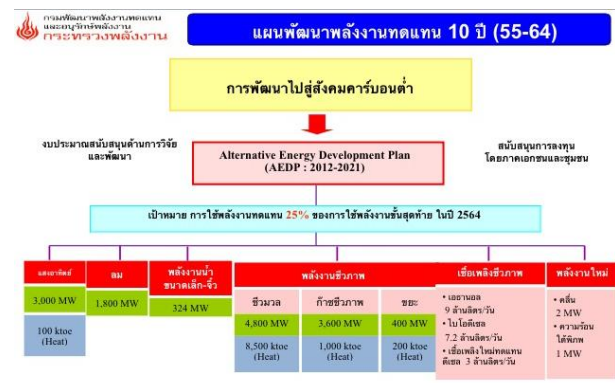 กรมพัฒนาพลังงานทดแทน
และอนุรักษ์พลังงาน
กระทรวงพลังงาน
แผนพัฒนาพลังงานทดแทน 10 ปี (55-64)
การพัฒนาไปสู่สังคมคาร์บอนต่ำ
งบประมาณสนับสนุนด้านการวิจัย
และพัฒนา
Alternative Energy Development Plan
(AEDP : 2012-2021)
สนับสนุนการลงทุน
โดยภาคเอกชนและชุมชน
เป้าหมาย การใช้พลังงานทดแทน 25% ของการใช้พลังงานขั้นสุดท้าย ในปี 2564
แสงอาทิตย์
3,000 MW
100 ktoe
(Heat)
ลม
1,800 MW
พลังงานน้ำ
ขนาดเล็ก-จิ๋ว
324 MW
พลังงานชีวภาพ
ชีวมวล
4,800 MW
8,500 ktoe
(Heat)
ก๊าซชีวภาพ
3,600 MW
1,000 ktoe
(Heat)
ขยะ
400 MW
200 ktoe
(Heat)
เชื้อเพลิงชีวภาพ
• เอธานอล
9 ล้านลิตร/วัน
• ไบโอดีเซล
7.2 ล้านลิตร/วัน
• เชื้อเพลิงใหม่ทดแทน
ดีเซล 3 ล้านลิตร/วัน
พลังงานใหม่
• คลื่น
2 MW
• ความร้อน
ใต้พิภพ
1 MW